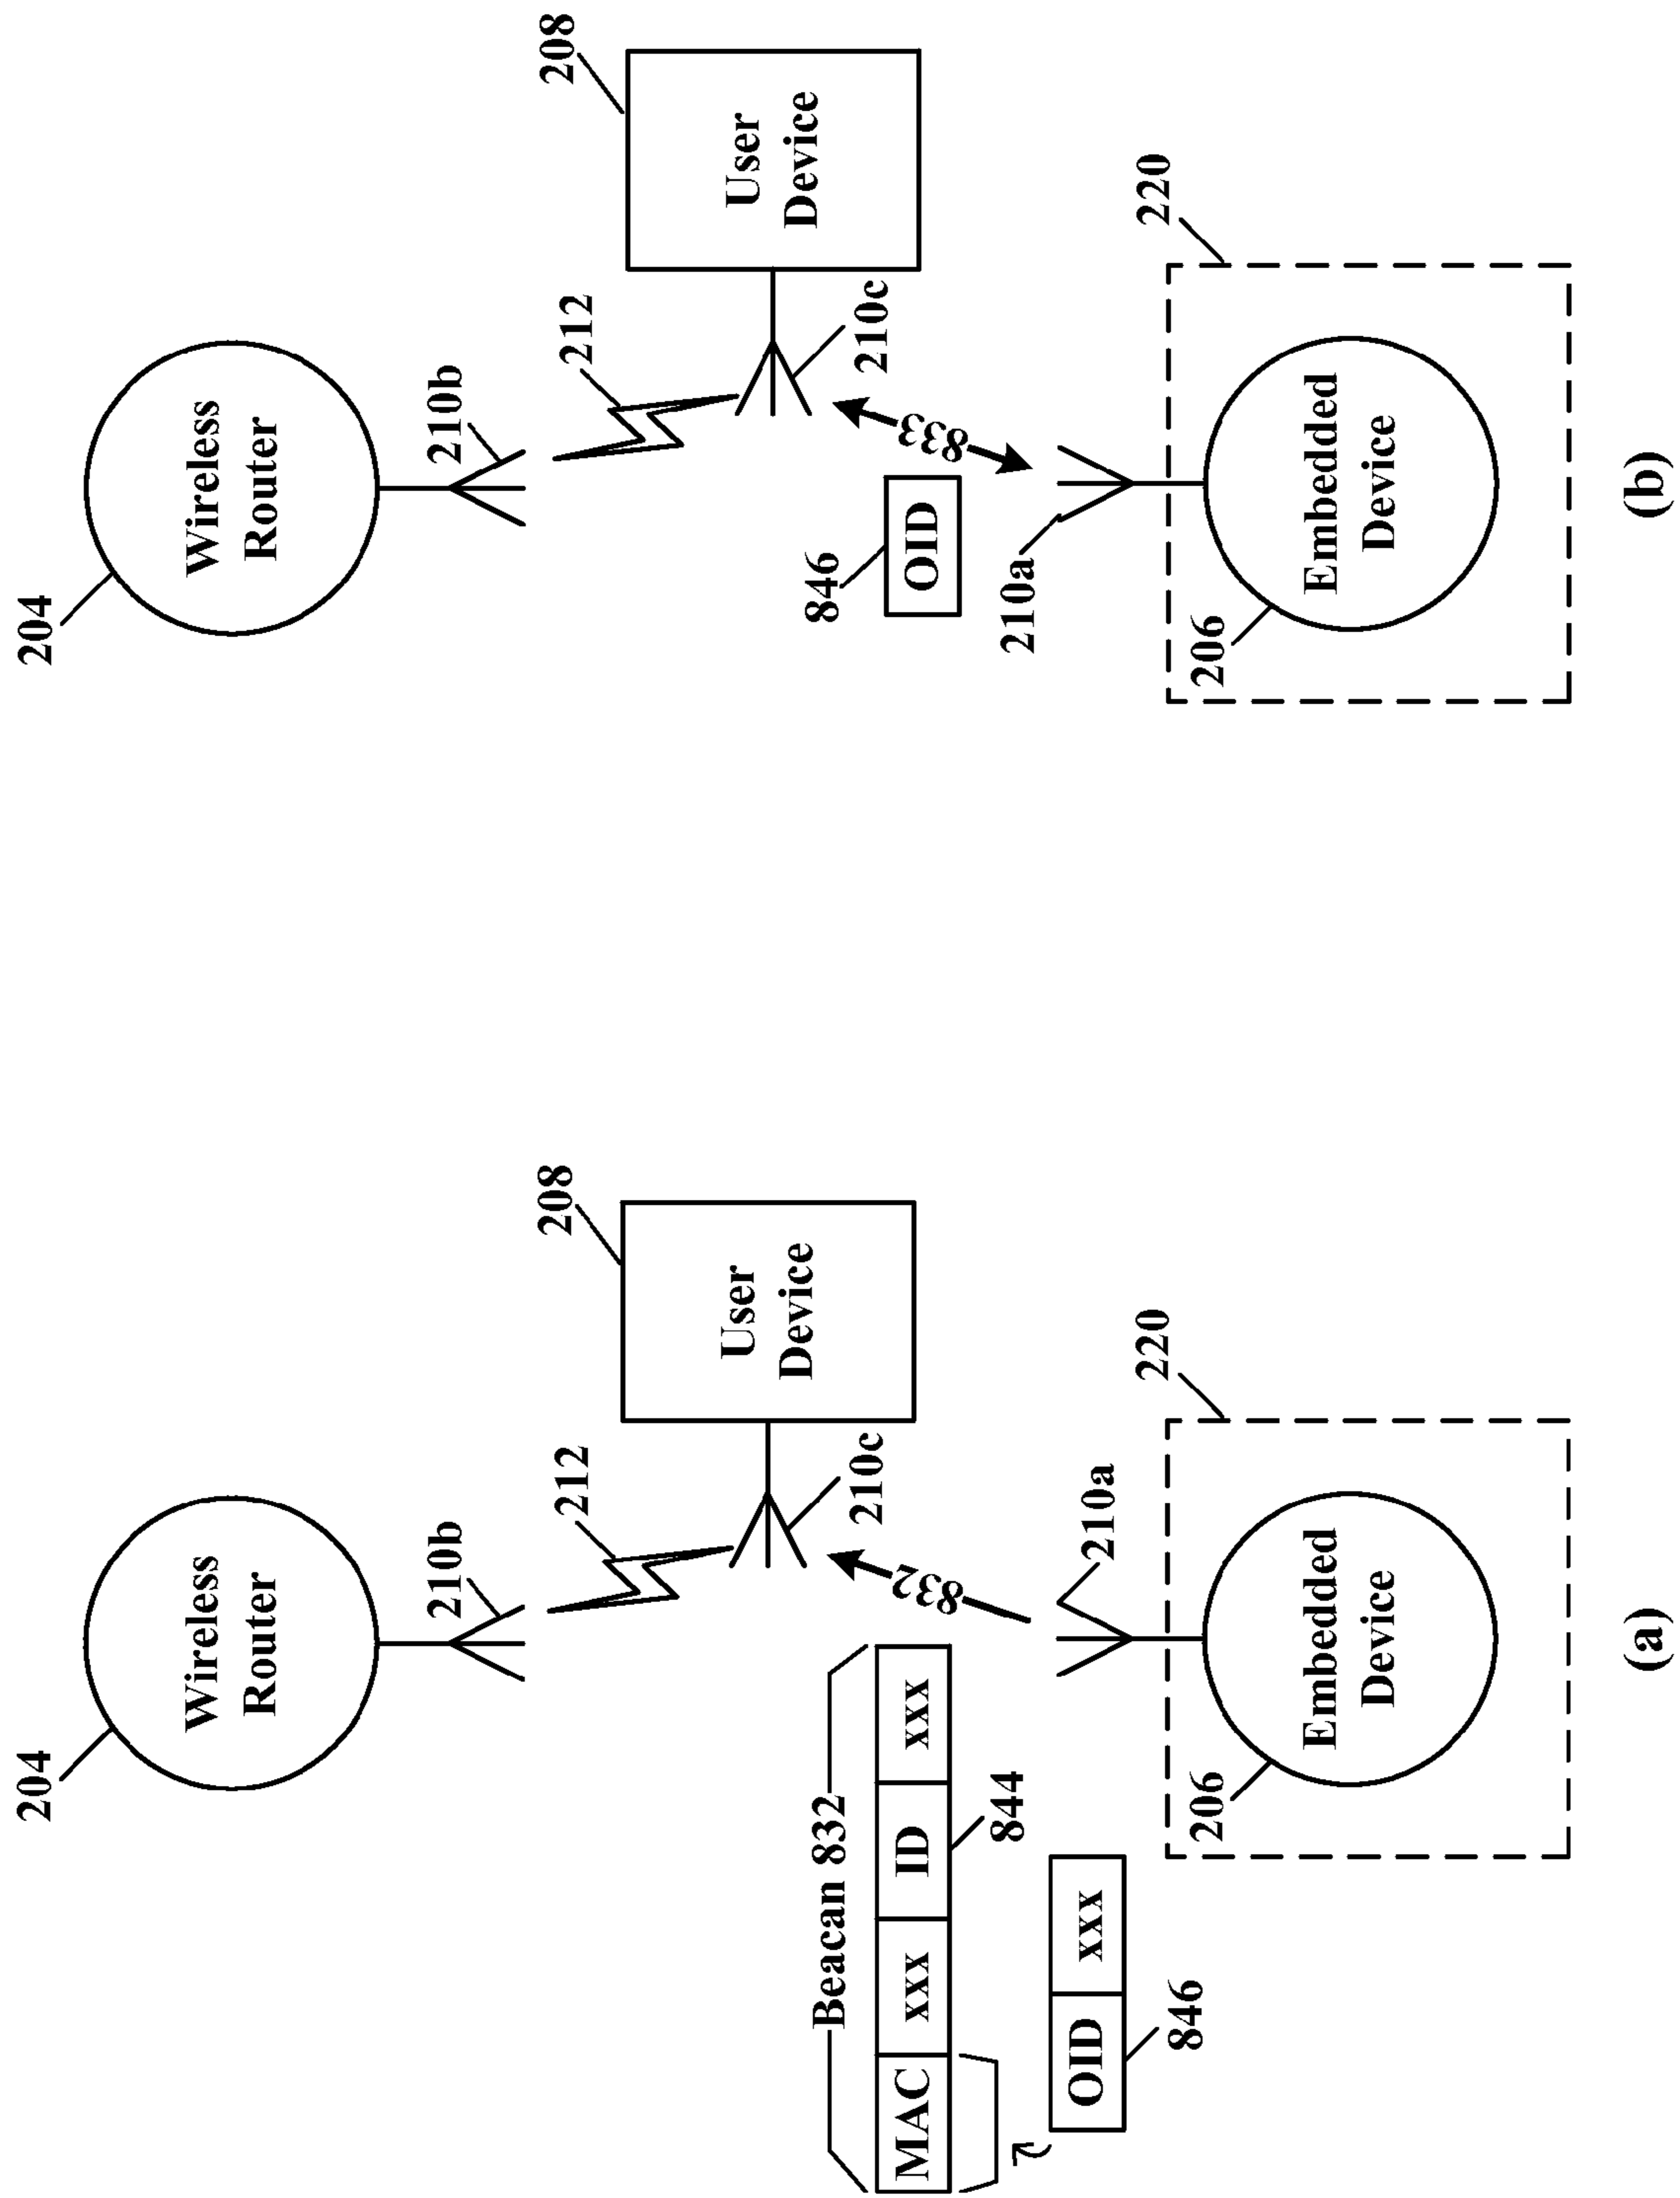 204
Wireless
Router
210b
212
208
User
Device
210c
Beacan 832
MAC
xxx
ID
xxx
844
OID
xxx
846
832
210a
220
206
Embedded
Device
(a)
204
Wireless
Router
210b
212
208
User
Device
210c
846
OID
833
210a
220
206
Embedded
Device
(b)